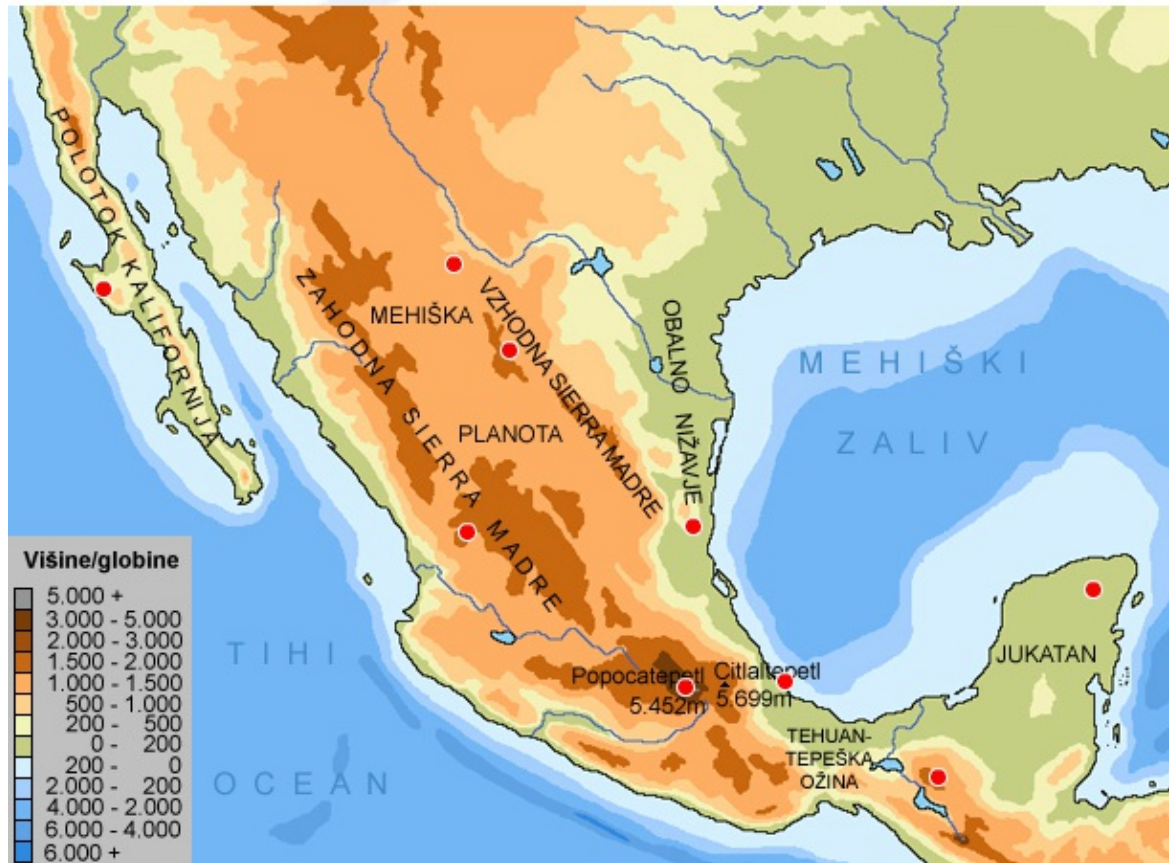 POLOTOK KALIFORNIJA
ZAHODNA SIERRA MADRE
MEHIŠKA
PLANOTA
VZHODNA SIERRA MADRE
OBALNO NIŽAVJE
MEHIŠKI
ZALIV
TIHI
OCEAN
Popocatepetl
5.452m
Citlaltepetl
5.699m
JUKATAN
TEHUAN-
TEPEŠKA
OŽINA
Višine/globine
5.000 +
3.000 - 5.000
2.000 - 3.000
1.500 - 2.000
1.000 - 1.500
500 - 1.000
200 - 500
0 - 200
200 - 0
2.000 - 200
4.000 - 2.000
6.000 - 4.000
6.000 +